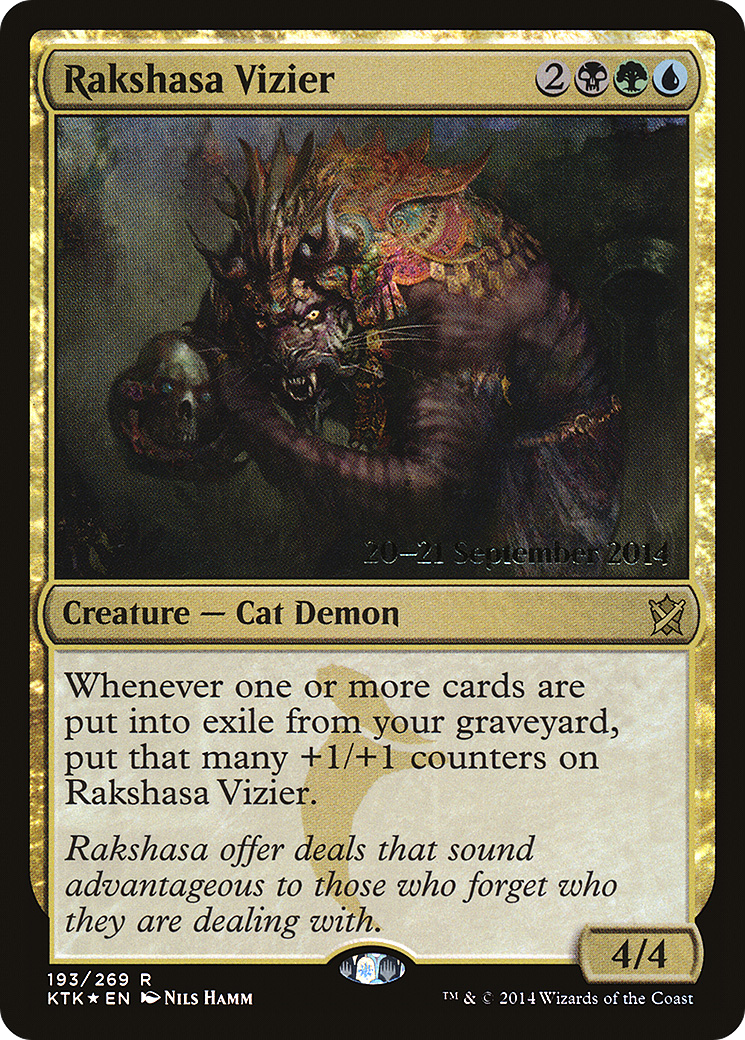 Rakshasa Vizier 2
20–21 September 2014
Creature — Cat Demon
Whenever one or more cards are
put into exile from your graveyard,
put that many +1/+1 counters on
Rakshasa Vizier.
Rakshasa offer deals that sound
advantageous to those who forget who
they are dealing with.
4/4
193/269 R
KTK★EN Nils Hamm
™ & © 2014 Wizards of the Coast